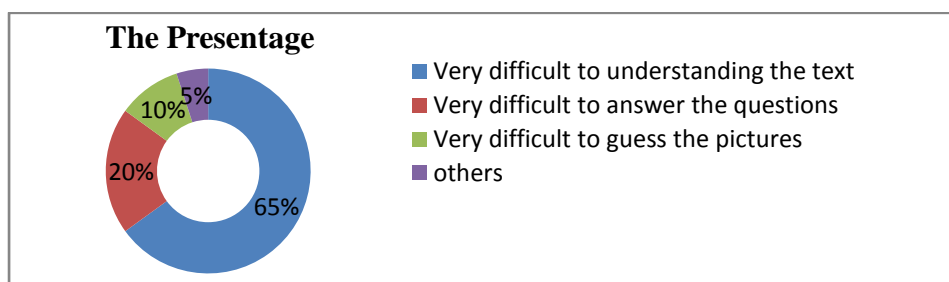 The Presentage
5%
10%
20%
65%
Very difficult to understanding the text
Very difficult to answer the questions
Very difficult to guess the pictures
others